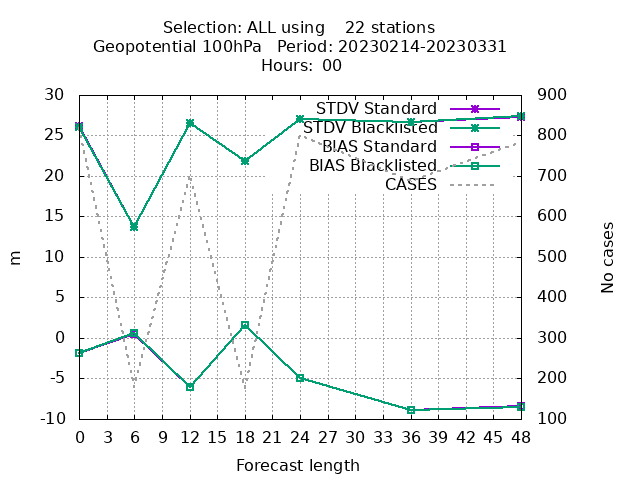 Selection: ALL using    22 stations
Geopotential 100hPa   Period: 20230214-20230331
Hours: 00
30
25
20
15
10
5
0
-5
-10
m
900
800
700
600
500
400
300
200
100
No cases
STDV Standard
STDV Blacklisted
BIAS Standard
BIAS Blacklisted
CASES
0 3 6 9 12 15 18 21 24 27 30 33 36 39 42 45 48
Forecast length